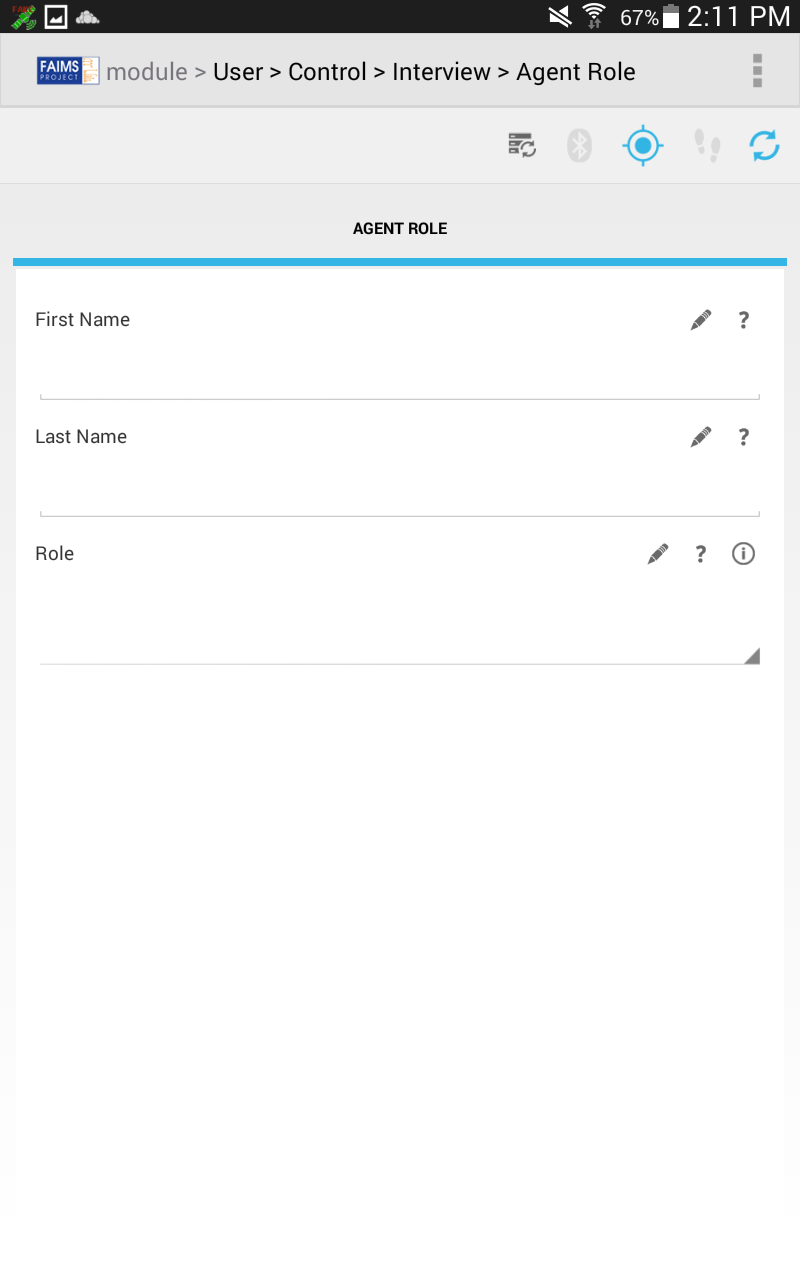 67% 2:11 PM
FAIMS
PROJECT
module > User > Control > Interview > Agent Role
AGENT ROLE
First Name
?
Last Name
?
Role
?